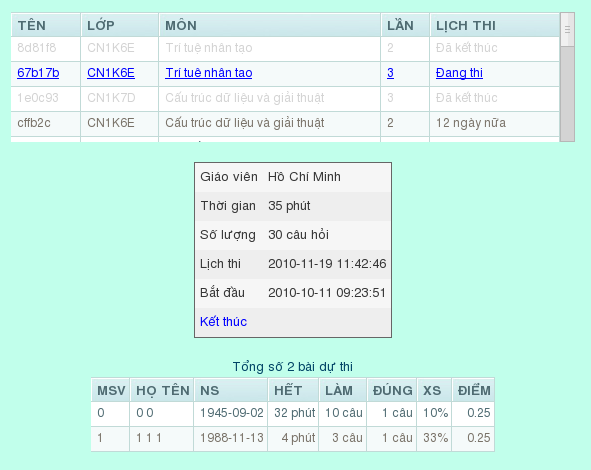 TÊN LỚP MÔN LẦN LỊCH THI
8d81f8 CN1K6E Trí tuệ nhân tạo 2 Đã kết thúc
67b17b CN1K6E Trí tuệ nhân tạo 3 Đang thi
1e0c93 CN1K7D Cấu trúc dữ liệu và giải thuật 3 Đã kết thúc
cffb2c CN1K6E Cấu trúc dữ liệu và giải thuật 2 12 ngày nữa
Giáo viên Hồ Chí Minh
Thời gian 35 phút
Số lượng 30 câu hỏi
Lịch thi 2010-11-19 11:42:46
Bắt đầu 2010-10-11 09:23:51
Kết thúc
Tổng số 2 bài dự thi
MSV HỌ TÊN NS HẾT LÀM ĐÚNG XS ĐIỂM
0 0 0 1945-09-02 32 phút 10 câu 1 câu 10% 0.25
1 1 1 1 1988-11-13 4 phút 3 câu 1 câu 33% 0.25